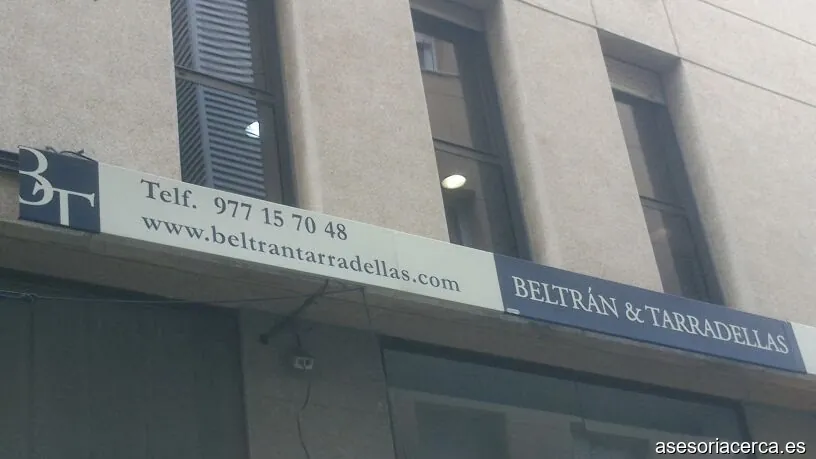 BT
Telf. 977 15 70 48
www.beltrantarradellas.com
BELTRÁN & TARRADELLAS
asesoriacerca.es